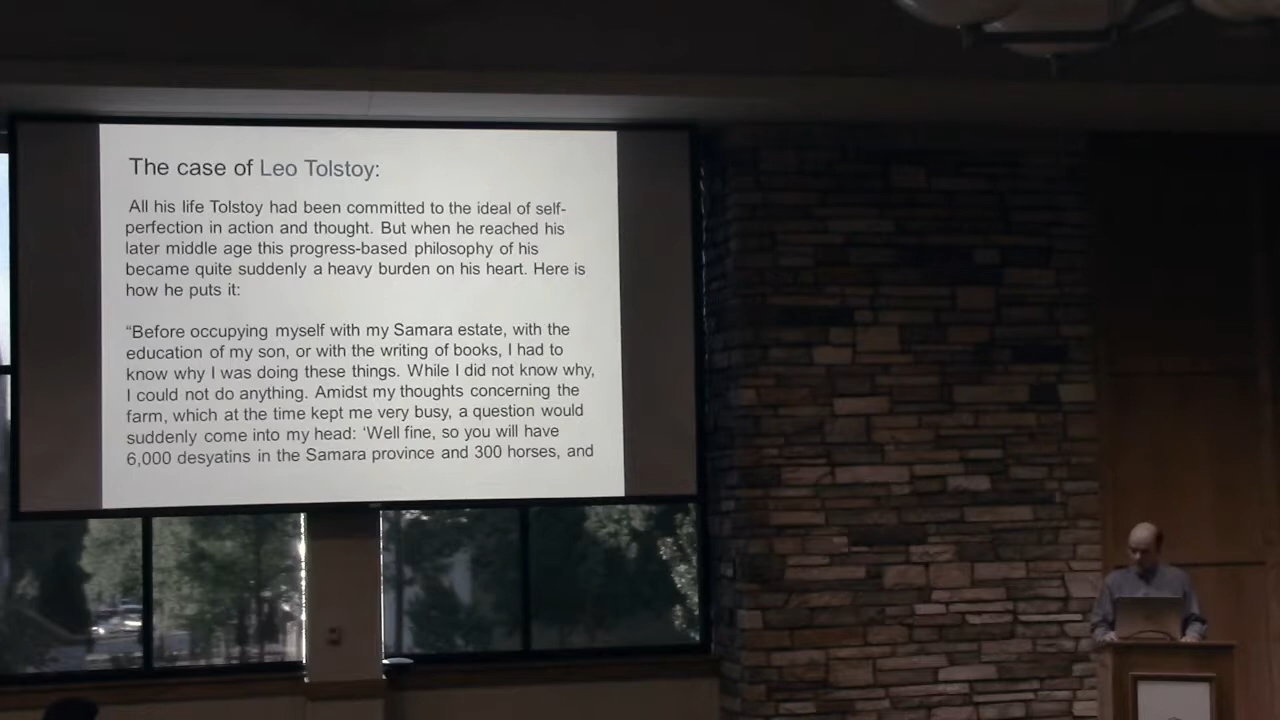 The case of Leo Tolstoy:
All his life Tolstoy had been committed to the ideal of self-
perfection in action and thought. But when he reached his
later middle age this progress-based philosophy of his
became quite suddenly a heavy burden on his heart. Here is
how he puts it:
“Before occupying myself with my Samara estate, with the
education of my son, or with the writing of books, I had to
know why I was doing these things. While I did not know why,
I could not do anything. Amidst my thoughts concerning the
farm, which at the time kept me very busy, a question would
suddenly come into my head: ‘Well fine, so you will have
6,000 desyatins in the Samara province and 300 horses, and